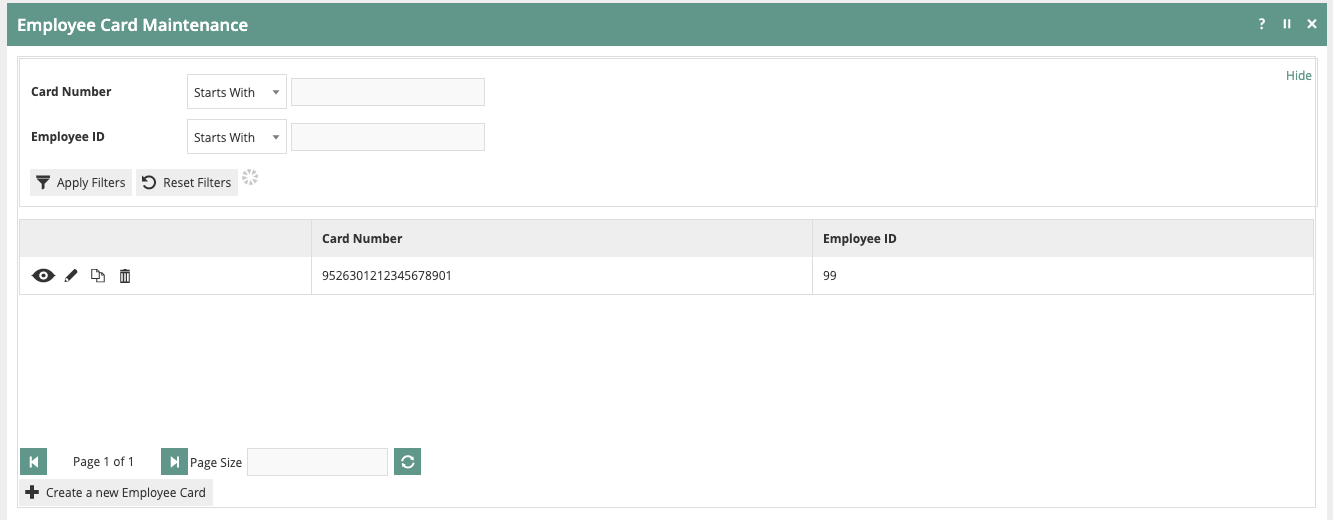 Employee Card Maintenance ?
Hide
Card Number Starts With
Employee ID Starts With
Apply Filters Reset Filters
Card Number Employee ID
9526301212345678901 99
Page 1 of 1 Page Size
Create a new Employee Card